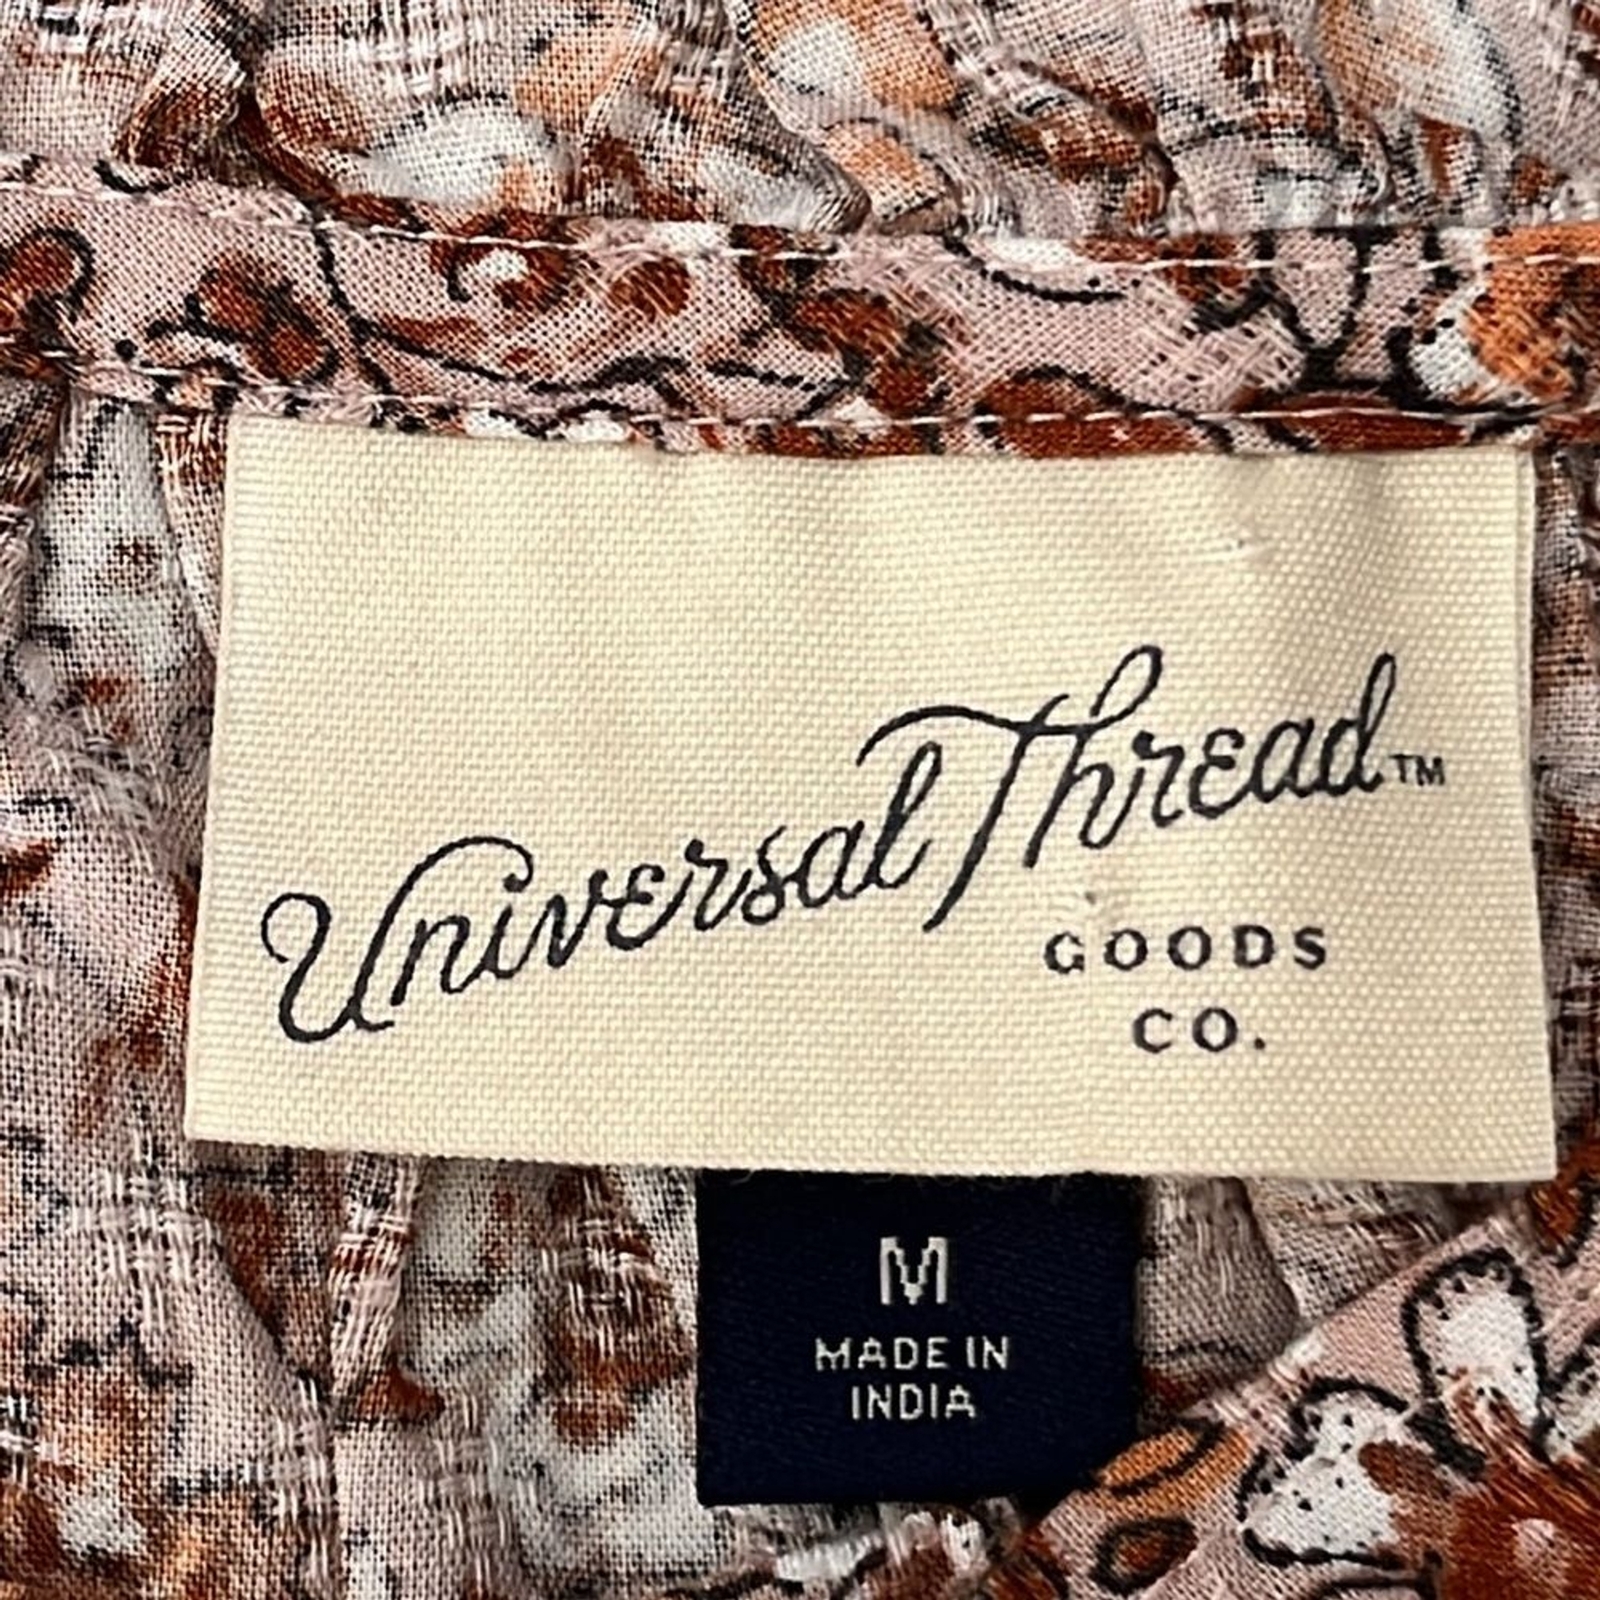 Universal Thread™
GOODS
CO.
M
MADE IN
INDIA